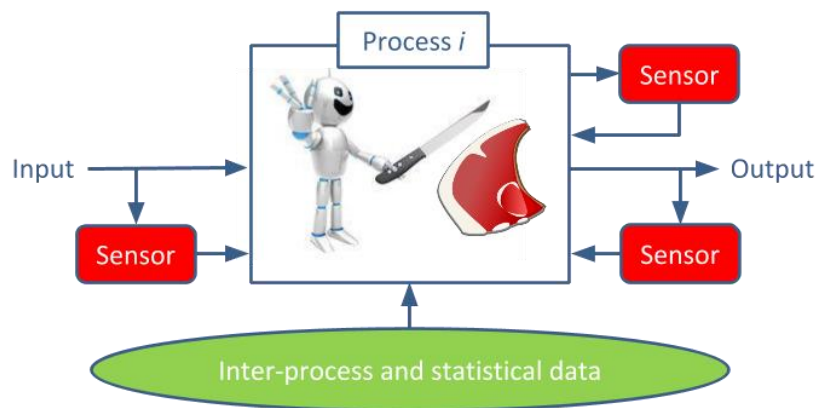 Process i
Sensor
Input
Output
Sensor
Sensor
Inter-process and statistical data